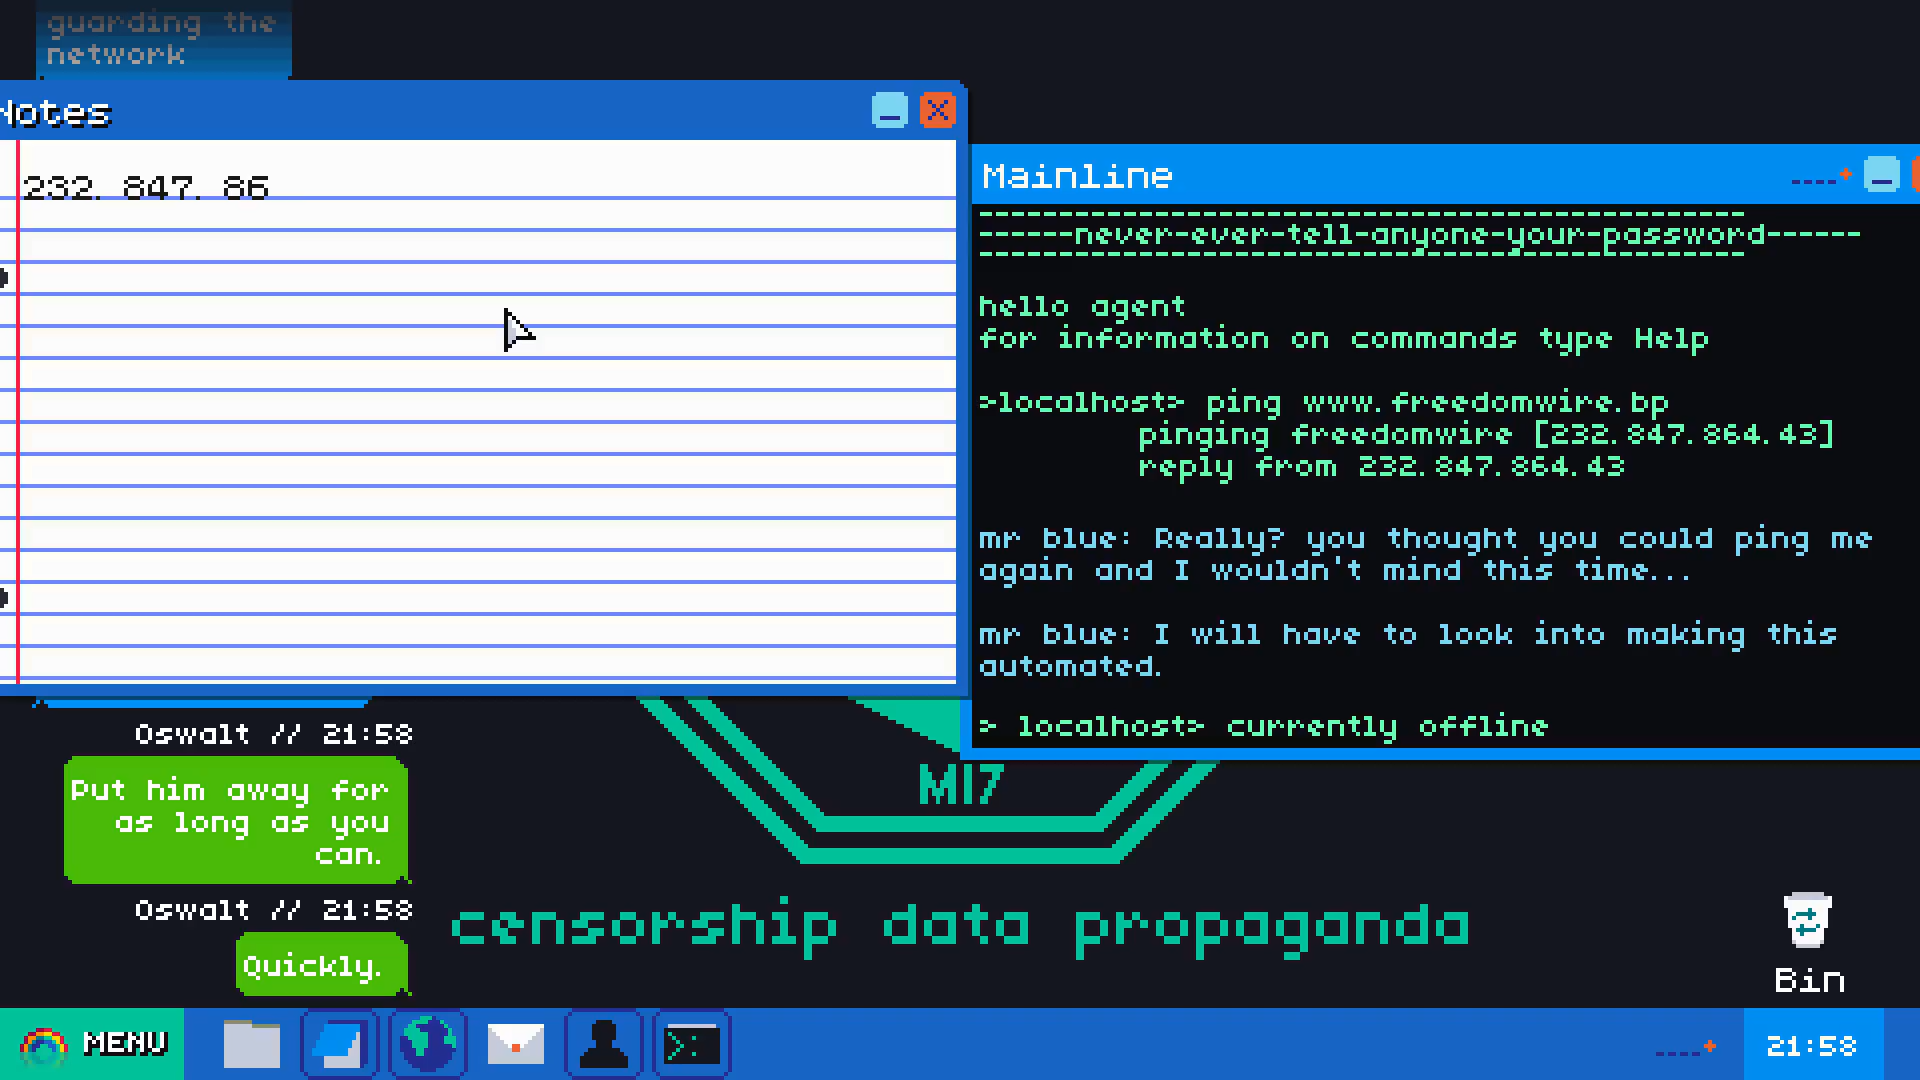 guarding the
network
Notes
232. 847. 86
Mainline
------never-ever-tell-anyone-your-password------
hello agent
for information on commands type Help
>localhost> ping www.freedomwire.bp
pinging freedomwire [232.847.864.43]
reply from 232.847.864.43
mr blue: Really? you thought you could ping me
again and I wouldn't mind this time...
mr blue: I will have to look into making this
automated.
> localhost> currently offline
Oswalt // 21:58
Put him away for
as long as you
can.
Oswalt // 21:58
Quickly.
MI7
censorship data propaganda
Bin
MENU
21:58